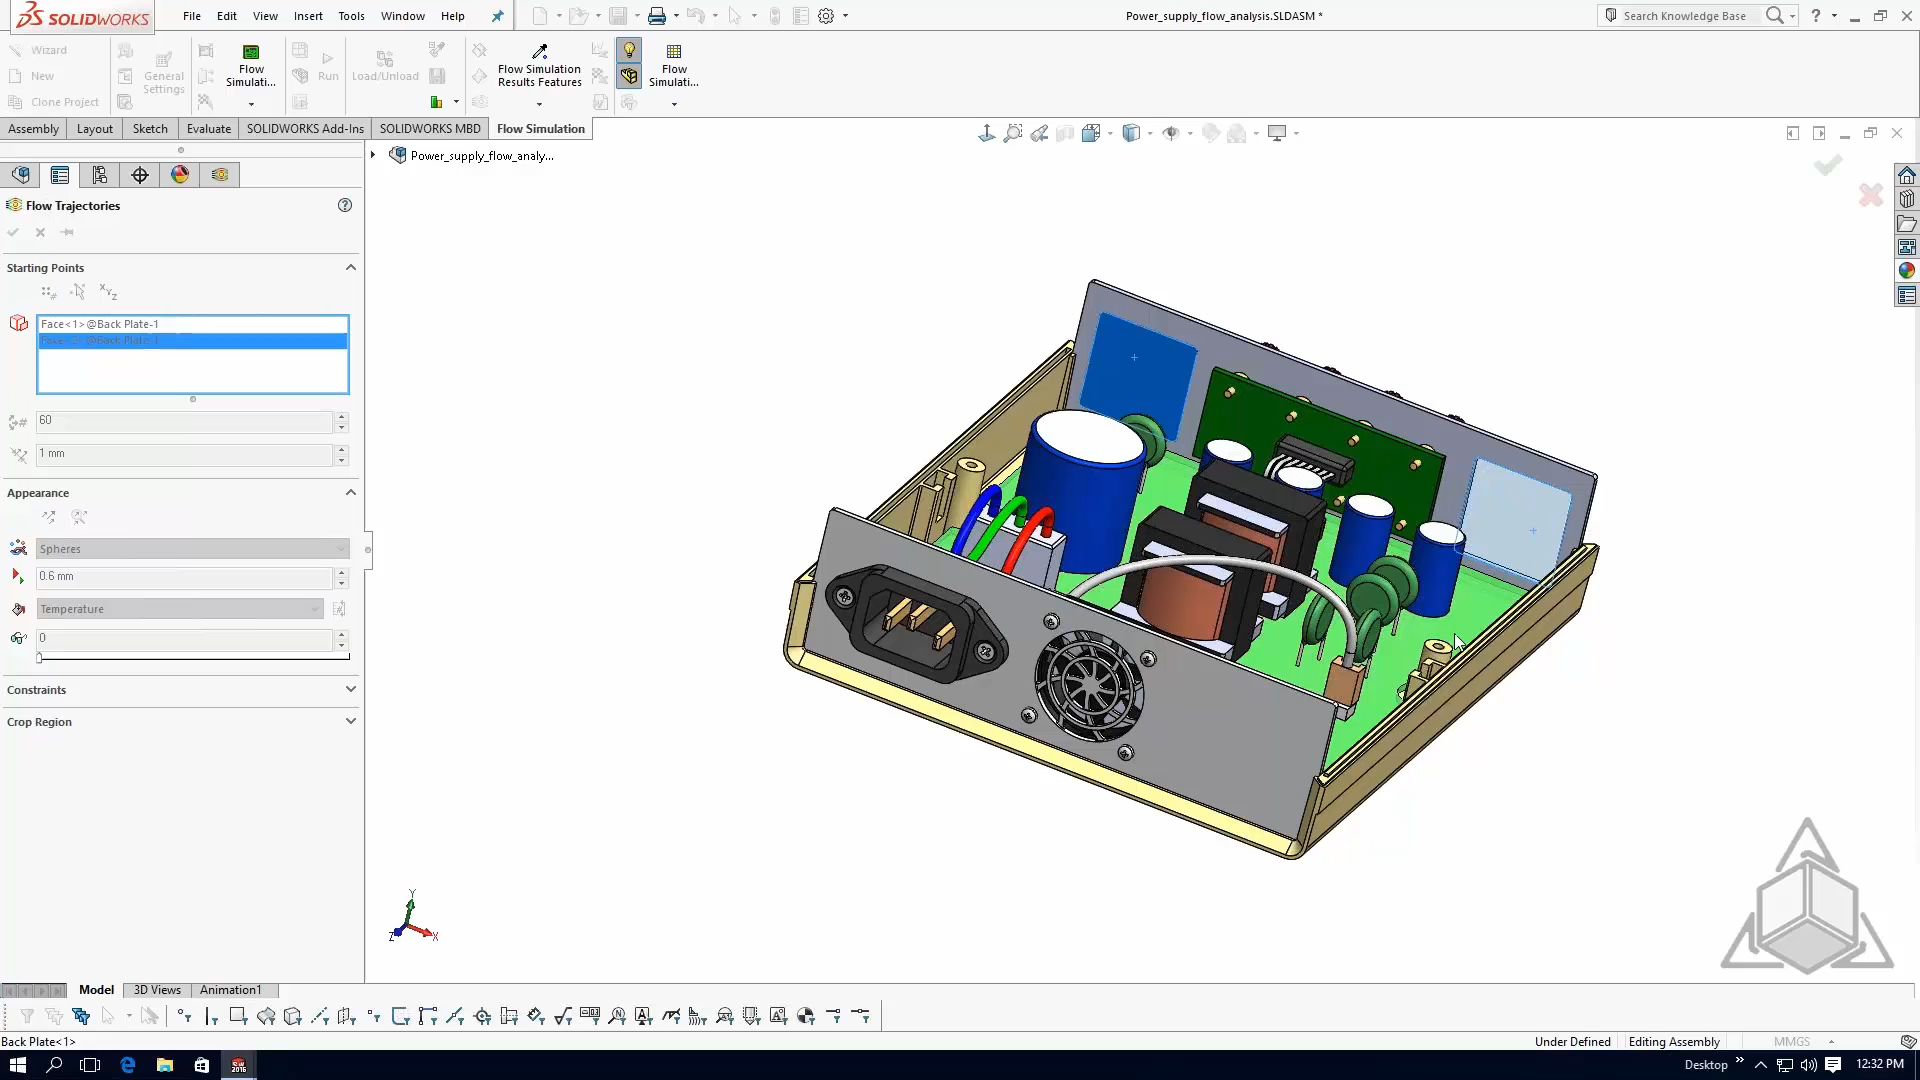 SOLIDWORKS
File Edit View Insert Tools Window Help
Power_supply_flow_analysis.SLDASM *
Search Knowledge Base
Wizard
New
Clone Project
General
Settings
Flow
Simulati...
Run
Load/Unload
Flow Simulation
Results Features
Flow
Simulati...
Assembly Layout Sketch Evaluate SOLIDWORKS Add-Ins SOLIDWORKS MBD Flow Simulation
Power_supply_flow_analy...
Flow Trajectories
Starting Points
Face<1>@Back Plate-1
60
1 mm
Appearance
Spheres
0.6 mm
Temperature
0
Constraints
Crop Region
Y
Z
X
Model 3D Views Animation1
Back Plate<1>
Under Defined Editing Assembly MMGS
Desktop
12:32 PM